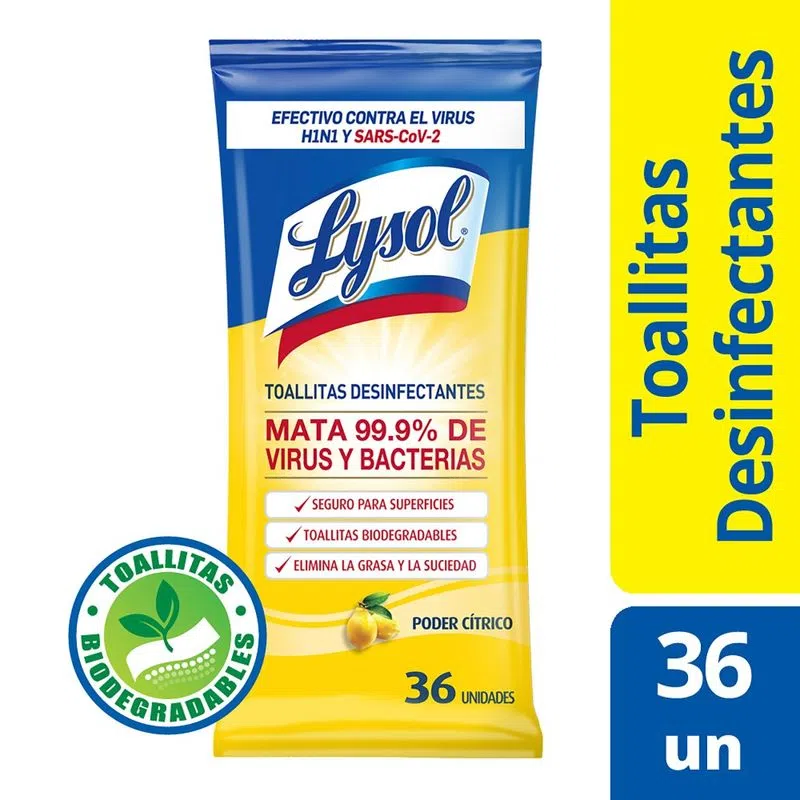 EFECTIVO CONTRA EL VIRUS
H1N1 Y SARS-CoV-2
Lysol®
TOALLITAS DESINFECTANTES
MATA 99.9% DE
VIRUS Y BACTERIAS
✓ SEGURO PARA SUPERFICIES
✓ TOALLITAS BIODEGRADABLES
✓ ELIMINA LA GRASA Y LA SUCIEDAD
PODER CÍTRICO
36 UNIDADES
TOALLITAS
BIODEGRADABLES
Toallitas
Desinfectantes
36
un